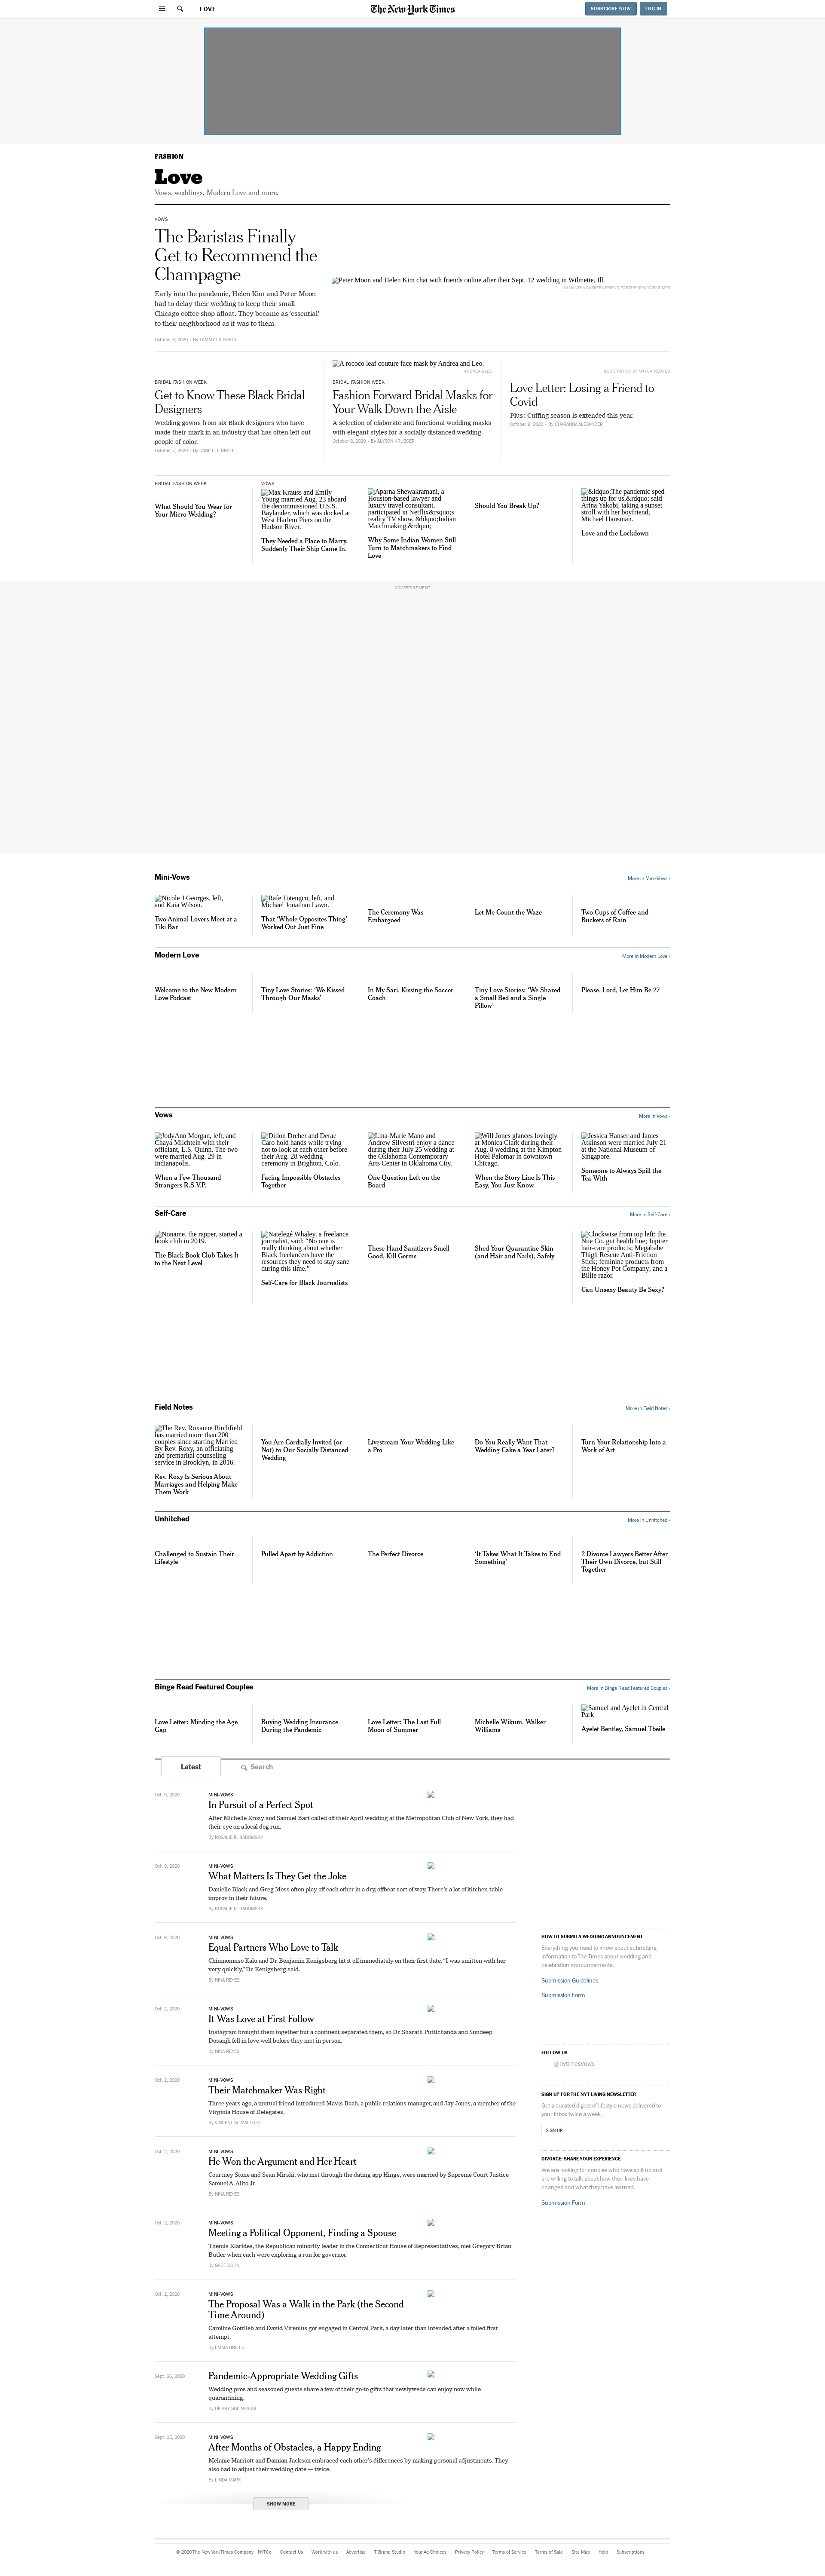 LOVE
The New York Times
SUBSCRIBE NOW
LOG IN
FASHION
Love
Vows, weddings, Modern Love and more.
VOWS
The Baristas Finally
Get to Recommend the
Champagne
Early into the pandemic, Helen Kim and Peter Moon
had to delay their wedding to keep their small
Chicago coffee shop afloat. They became as ‘essential’
to their neighborhood as it was to them.
October 9, 2020 - By TAMMY LA GORCE
Peter Moon and Helen Kim chat with friends online after their Sept. 12 wedding in Wilmette, Ill.
BRIDAL FASHION WEEK
Get to Know These Black Bridal
Designers
Wedding gowns from six Black designers who have
made their mark in an industry that has often left out
people of color.
October 7, 2020 - By DANIELLE BRAFF
A rococo leaf couture face mask by Andrea and Leo.
ANDREA & LEO
BRIDAL FASHION WEEK
Fashion Forward Bridal Masks for
Your Walk Down the Aisle
A selection of elaborate and functional wedding masks
with elegant styles for a socially distanced wedding.
October 8, 2020 - By ALYSON KRUEGER
Love Letter: Losing a Friend to
Covid
Plus: Cuffing season is extended this year.
October 9, 2020 - By CHARANNA ALEXANDER
BRIDAL FASHION WEEK
What Should You Wear for
Your Micro Wedding?
VOWS
Max Krauss and Emily
Young married Aug. 23 aboard
the decommissioned U.S.S.
Baylander, which was docked at
West Harlem Piers on the
Hudson River.
They Needed a Place to Marry.
Suddenly Their Ship Came In.
Aparna Shewakramani, a
Houston-based lawyer and
luxury travel consultant,
participated in Netflix&rsquo;s
reality TV show, &ldquo;Indian
Matchmaking.&rdquo;
Why Some Indian Women Still
Turn to Matchmakers to Find
Love
Should You Break Up?
&ldquo;The pandemic sped
things up for us,&rdquo; said
Arina Yakobi, taking a sunset
stroll with her boyfriend,
Michael Hausman.
Love and the Lockdown
ADVERTISEMENT
Mini-Vows
More in Mini-Vows ›
Nicole J Georges, left,
and Kaia Wilson.
Two Animal Lovers Meet at a
Tiki Bar
Rafe Totengco, left, and
Michael Jonathan Lawn.
That ‘Whole Opposites Thing’
Worked Out Just Fine
The Ceremony Was
Embargoed
Let Me Count the Waze
Two Cups of Coffee and
Buckets of Rain
Modern Love
More in Modern Love ›
Welcome to the New Modern
Love Podcast
Tiny Love Stories: ‘We Kissed
Through Our Masks’
In My Sari, Kissing the Soccer
Coach
Tiny Love Stories: ‘We Shared
a Small Bed and a Single
Pillow’
Please, Lord, Let Him Be 27
Vows
More in Vows ›
JodyAnn Morgan, left, and
Chaya Milchtein with their
officiant, L.S. Quinn. The two
were married Aug. 29 in
Indianapolis.
When a Few Thousand
Strangers R.S.V.P.
Dillon Dreher and Derae
Caro hold hands while trying
not to look at each other before
their Aug. 28 wedding
ceremony in Brighton, Colo.
Facing Impossible Obstacles
Together
Lina-Marie Mano and
Andrew Silvestri enjoy a dance
during their July 25 wedding at
the Oklahoma Contemporary
Arts Center in Oklahoma City.
One Question Left on the
Board
Will Jones glances lovingly
at Monica Clark during their
Aug. 8 wedding at the Kimpton
Hotel Palomar in downtown
Chicago.
When the Story Line Is This
Easy, You Just Know
Jessica Hanser and James
Atkinson were married July 21
at the National Museum of
Singapore.
Someone to Always Spill the
Tea With
Self-Care
More in Self-Care ›
Noname, the rapper, started a
book club in 2019.
The Black Book Club Takes It
to the Next Level
Natelegé Whaley, a freelance
journalist, said: “No one is
really thinking about whether
Black freelancers have the
resources they need to stay sane
during this time.”
Self-Care for Black Journalists
These Hand Sanitizers Smell
Good, Kill Germs
Shed Your Quarantine Skin
(and Hair and Nails), Safely
Clockwise from top left: the
Nue Co. gut health line; Jupiter
hair-care products; Megababe
Thigh Rescue Anti-Friction
Stick; feminine products from
the Honey Pot Company; and a
Billie razor.
Can Unsexy Beauty Be Sexy?
Field Notes
More in Field Notes ›
The Rev. Roxanne Birchfield
has married more than 200
couples since starting Married
By Rev. Roxy, an officiating
and premarital counseling
service in Brooklyn, in 2016.
Rev. Roxy Is Serious About
Marriages and Helping Make
Them Work
You Are Cordially Invited (or
Not) to Our Socially Distanced
Wedding
Livestream Your Wedding Like
a Pro
Do You Really Want That
Wedding Cake a Year Later?
Turn Your Relationship Into a
Work of Art
Unhitched
More in Unhitched ›
Challenged to Sustain Their
Lifestyle
Pulled Apart by Addiction
The Perfect Divorce
‘It Takes What It Takes to End
Something’
2 Divorce Lawyers Better After
Their Own Divorce, but Still
Together
Binge Read Featured Couples
More in Binge Read Featured Couples ›
Love Letter: Minding the Age
Gap
Buying Wedding Insurance
During the Pandemic
Love Letter: The Last Full
Moon of Summer
Michelle Wikum, Walker
Williams
Samuel and Ayelet in Central
Park
Ayelet Bentley, Samuel Tbeile
Latest
Search
Oct. 9, 2020
MINI-VOWS
In Pursuit of a Perfect Spot
After Michelle Krozy and Samuel Bart called off their April wedding at the Metropolitan Club of New York, they had
their eye on a local dog run.
By ROSALIE R. RADOMSKY
Oct. 9, 2020
MINI-VOWS
What Matters Is They Get the Joke
Danielle Black and Greg Moss often play off each other in a dry, offbeat sort of way. There’s a lot of kitchen-table
improv in their future.
By ROSALIE R. RADOMSKY
Oct. 9, 2020
MINI-VOWS
Equal Partners Who Love to Talk
Chinmonnso Kalu and Dr. Benjamin Kenigsberg hit it off immediately on their first date. “I was smitten with her
very quickly,” Dr. Kenigsberg said.
By NINA REYES
Oct. 2, 2020
MINI-VOWS
It Was Love at First Follow
Instagram brought them together but a continent separated them, so Dr. Sharath Puttichanda and Sundeep
Dosanjh fell in love well before they met in person.
By NINA REYES
Oct. 2, 2020
MINI-VOWS
Their Matchmaker Was Right
Three years ago, a mutual friend introduced Mavis Baah, a public relations manager, and Jay Jones, a member of the
Virginia House of Delegates.
By VINCENT M. MALLOZZI
Oct. 2, 2020
MINI-VOWS
He Won the Argument and Her Heart
Courtney Stone and Sean Mirski, who met through the dating app Hinge, were married by Supreme Court Justice
Samuel A. Alito Jr.
By NINA REYES
Oct. 2, 2020
MINI-VOWS
Meeting a Political Opponent, Finding a Spouse
Themis Klarides, the Republican minority leader in the Connecticut House of Representatives, met Gregory Brian
Butler when each were exploring a run for governor.
By GABE COHN
Oct. 2, 2020
MINI-VOWS
The Proposal Was a Walk in the Park (the Second
Time Around)
Caroline Gottlieb and David Virenius got engaged in Central Park, a day later than intended after a foiled first
attempt.
By EMMA GRILLO
Sept. 26, 2020
Pandemic-Appropriate Wedding Gifts
Wedding pros and seasoned guests share a few of their go-to gifts that newlyweds can enjoy now while
quarantining.
By HILARY SHEINBAUM
Sept. 25, 2020
MINI-VOWS
After Months of Obstacles, a Happy Ending
Melanie Marriott and Damian Jackson embraced each other’s differences by making personal adjustments. They
also had to adjust their wedding date — twice.
By LINDA MARX
SHOW MORE
HOW TO SUBMIT A WEDDING ANNOUNCEMENT
Everything you need to know about submitting
information to The Times about wedding and
celebration announcements.
Submission Guidelines
Submission Form
FOLLOW US
@nytimesvows
SIGN UP FOR THE NYT LIVING NEWSLETTER
Get a curated digest of lifestyle news delivered to
your inbox twice a week.
SIGN UP
DIVORCE: SHARE YOUR EXPERIENCE
We are looking for couples who have split up and
are willing to talk about how their lives have
changed and what they have learned.
Submission Form
© 2020 The New York Times Company NYTCo Contact Us Work with us Advertise T Brand Studio Your Ad Choices Privacy Policy Terms of Service Terms of Sale Site Map Help Subscriptions